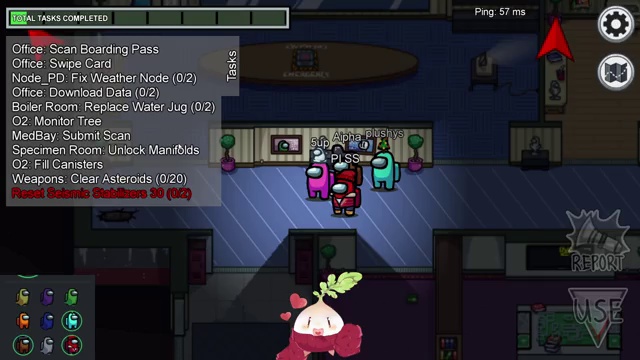 TOTAL TASKS COMPLETED
Ping: 57 ms
Office: Scan Boarding Pass
Office: Swipe Card
Node_PD: Fix Weather Node (0/2)
Office: Download Data (0/2)
Boiler Room: Replace Water Jug (0/2)
O2: Monitor Tree
MedBay: Submit Scan
Specimen Room: Unlock Manifolds
O2: Fill Canisters
Weapons: Clear Asteroids (0/20)
Reset Seismic Stabilizers 30 (0/2)
Tasks
EMERGENCY
5up
Alpha
plushys
REPORT
USE